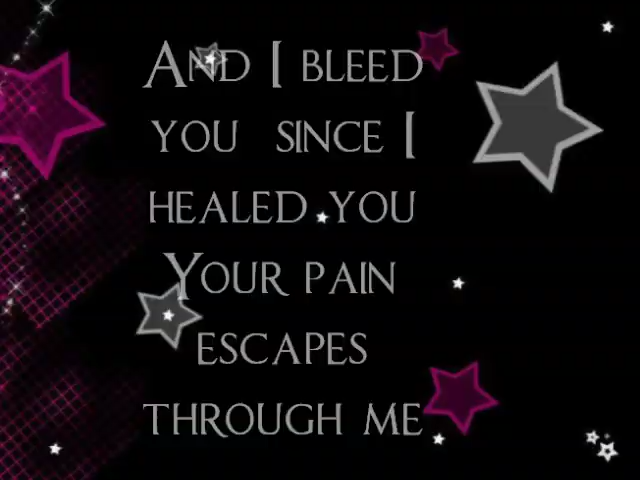 And I bleed
you since I
healed you
Your pain
escapes
through me